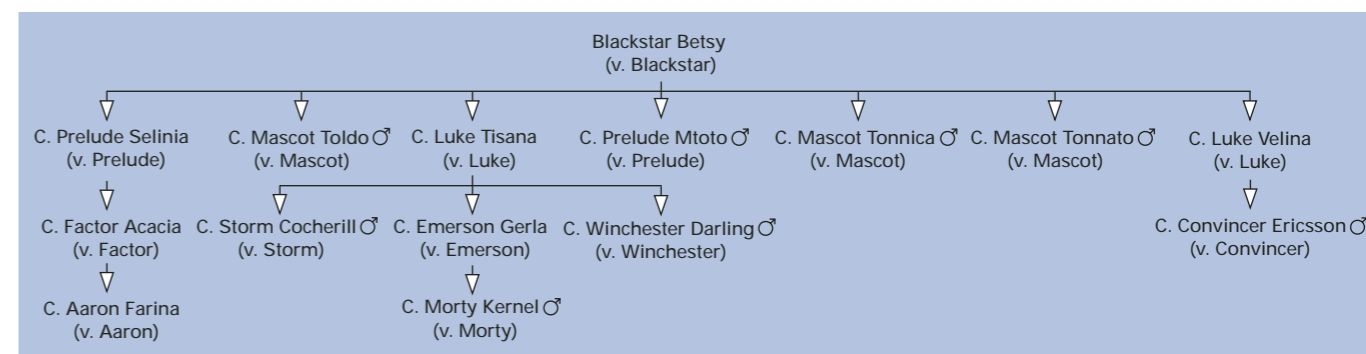 Blackstar Betsy
(v. Blackstar)
C. Prelude Selinia
(v. Prelude)
C. Mascot Toldo ♂
(v. Mascot)
C. Luke Tisana
(v. Luke)
C. Prelude Mtoto ♂
(v. Prelude)
C. Mascot Tonnica ♂
(v. Mascot)
C. Mascot Tonnato ♂
(v. Mascot)
C. Luke Velina
(v. Luke)
C. Factor Acacia
(v. Factor)
C. Storm Cocherill ♂
(v. Storm)
C. Emerson Gerla
(v. Emerson)
C. Winchester Darling ♂
(v. Winchester)
C. Convincer Ericsson ♂
(v. Convincer)
C. Aaron Farina
(v. Aaron)
C. Morty Kernel ♂
(v. Morty)